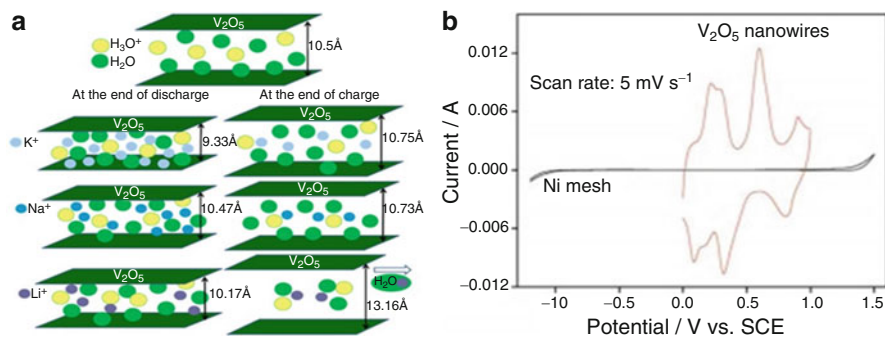 a
V₂O₅
H₃O⁺
H₂O
10.5Å
At the end of discharge
At the end of charge
V₂O₅
V₂O₅
K⁺
9.33Å
10.75Å
V₂O₅
V₂O₅
Na⁺
10.47Å
10.73Å
V₂O₅
V₂O₅
Li⁺
10.17Å
H₂O
13.16Å
b
V₂O₅ nanowires
Scan rate: 5 mV s⁻¹
Ni mesh
0.012
0.006
0.000
−0.006
−0.012
Current / A
−10 −0.5 0.0 0.5 1.0 1.5
Potential / V vs. SCE